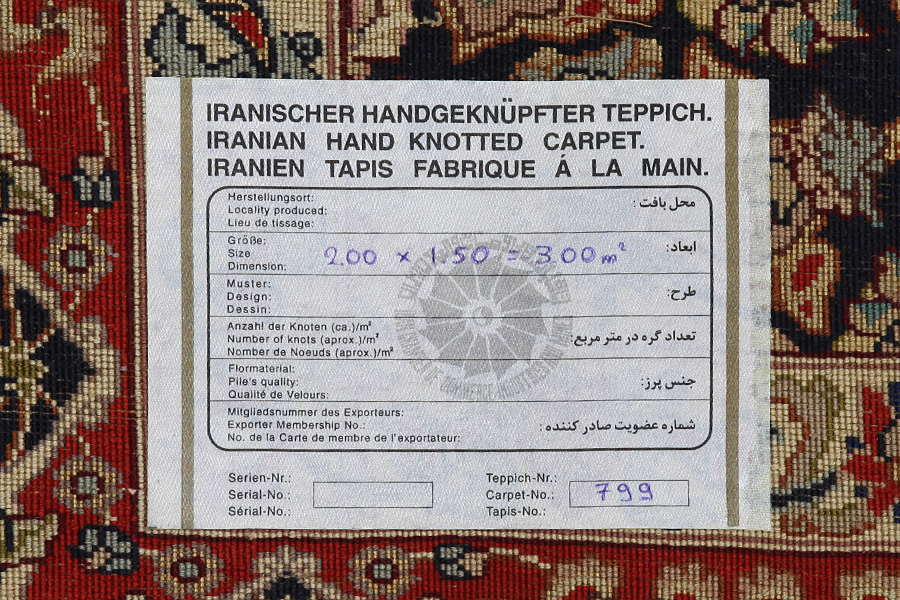 IRANISCHER HANDGEKNÜPFTER TEPPICH.
IRANIAN HAND KNOTTED CARPET.
IRANIEN TAPIS FABRIQUE Á LA MAIN.
Herstellungsort:
Locality produced:
Lieu de tissage:
محل بافت :
Größe:
Size
Dimension:
2.00 × 1.50 = 3.00 m²
ابعاد:
Muster:
Design:
Dessin:
طرح:
Anzahl der Knoten (ca.)/m²
Number of knots (aprox.)/m²
Nomber de Noeuds (aprox.)/m²
تعداد گره در متر مربع:
Flormaterial:
Pile's quality:
Qualité de Velours:
جنس پرز:
Mitgliedsnummer des Exporteurs:
Exporter Membership No.:
No. de la Carte de membre de l'exportateur:
شماره عضویت صادر کننده :
Serien-Nr.:
Serial-No.:
Sérial-No.:
Teppich-Nr.:
Carpet-No.:
Tapis-No.:
799